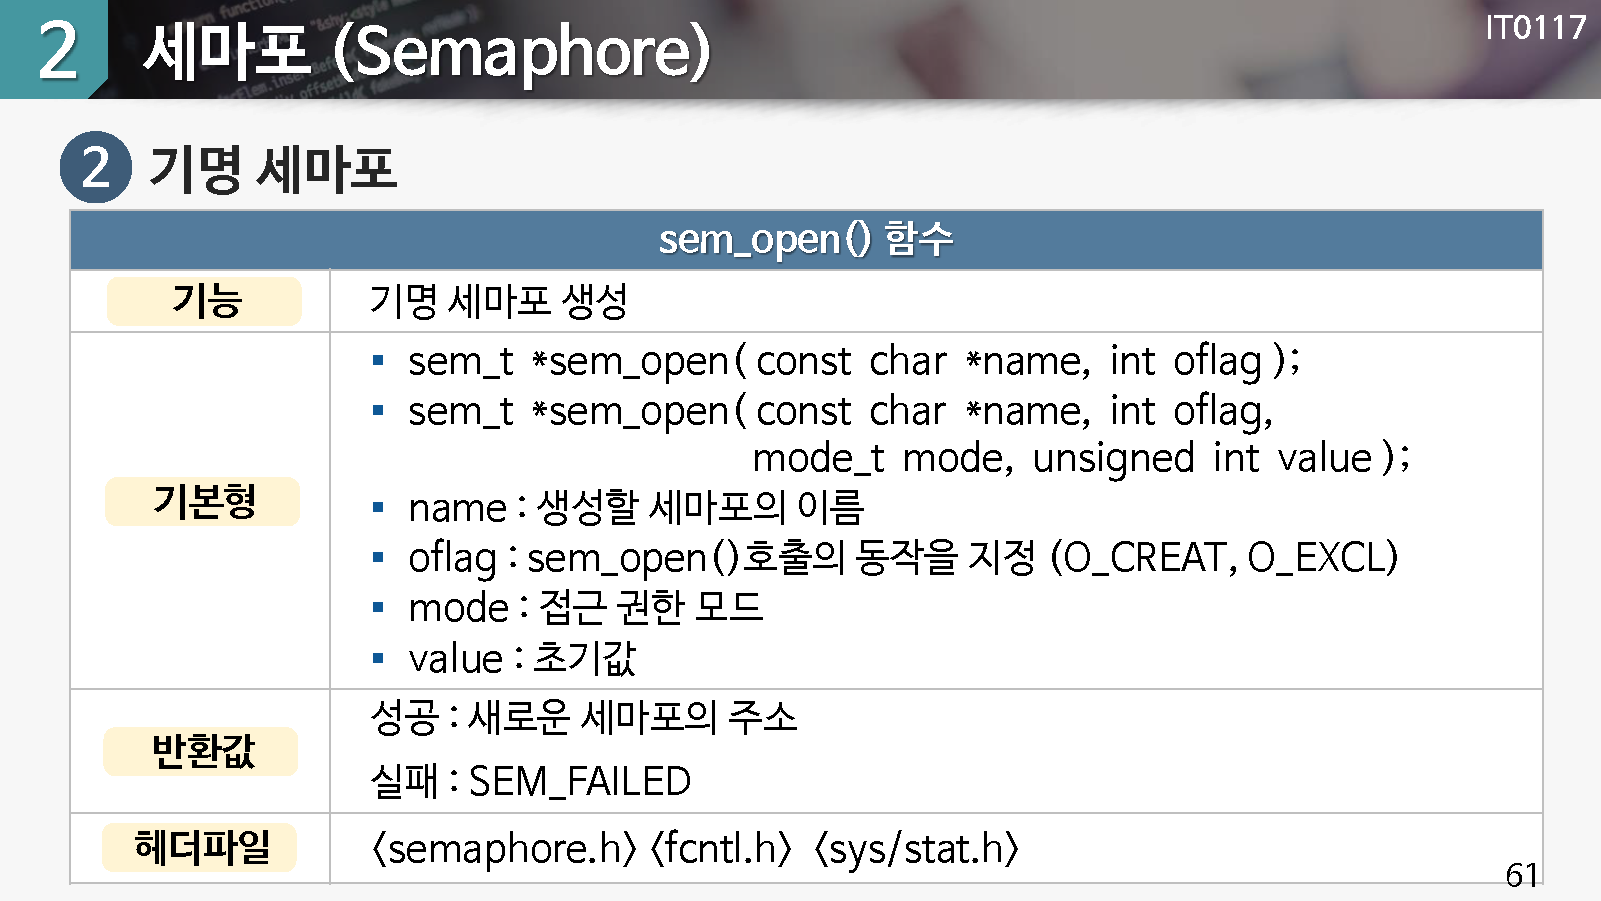 2 세마포 (Semaphore)
IT0117
2 기명 세마포
sem_open() 함수
기능
기명 세마포 생성
기본형
▪ sem_t *sem_open( const char *name, int oflag );
▪ sem_t *sem_open( const char *name, int oflag,
mode_t mode, unsigned int value );
▪ name : 생성할 세마포의 이름
▪ oflag : sem_open()호출의 동작을 지정 (O_CREAT, O_EXCL)
▪ mode : 접근 권한 모드
▪ value : 초기값
반환값
성공 : 새로운 세마포의 주소
실패 : SEM_FAILED
헤더파일
<semaphore.h> <fcntl.h> <sys/stat.h>
61